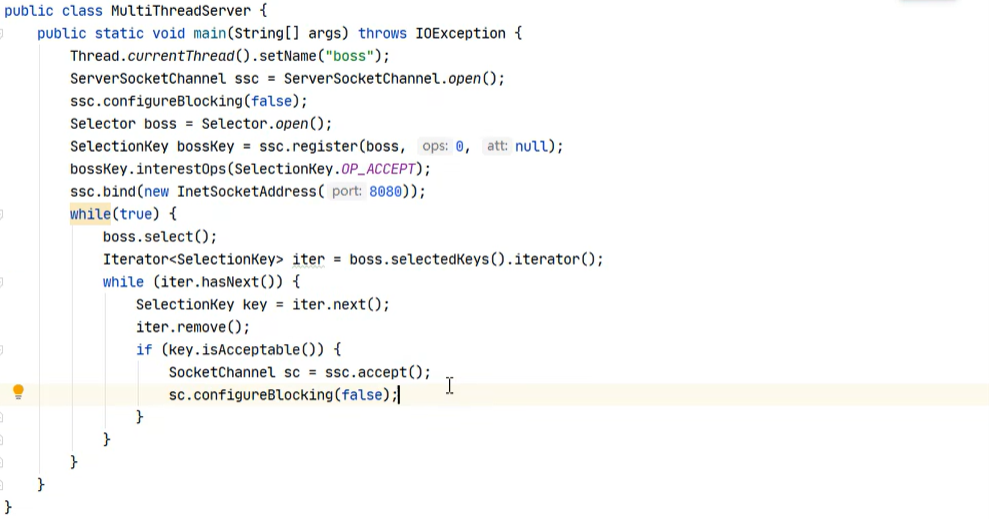 public class MultiThreadServer {
    public static void main(String[] args) throws IOException {
        Thread.currentThread().setName("boss");
        ServerSocketChannel ssc = ServerSocketChannel.open();
        ssc.configureBlocking(false);
        Selector boss = Selector.open();
        SelectionKey bossKey = ssc.register(boss, ops: 0, att: null);
        bossKey.interestOps(SelectionKey.OP_ACCEPT);
        ssc.bind(new InetSocketAddress( port: 8080));
        while(true) {
            boss.select();
            Iterator<SelectionKey> iter = boss.selectedKeys().iterator();
            while (iter.hasNext()) {
                SelectionKey key = iter.next();
                iter.remove();
                if (key.isAcceptable()) {
                    SocketChannel sc = ssc.accept();
                    sc.configureBlocking(false);
                }
            }
        }
    }
}